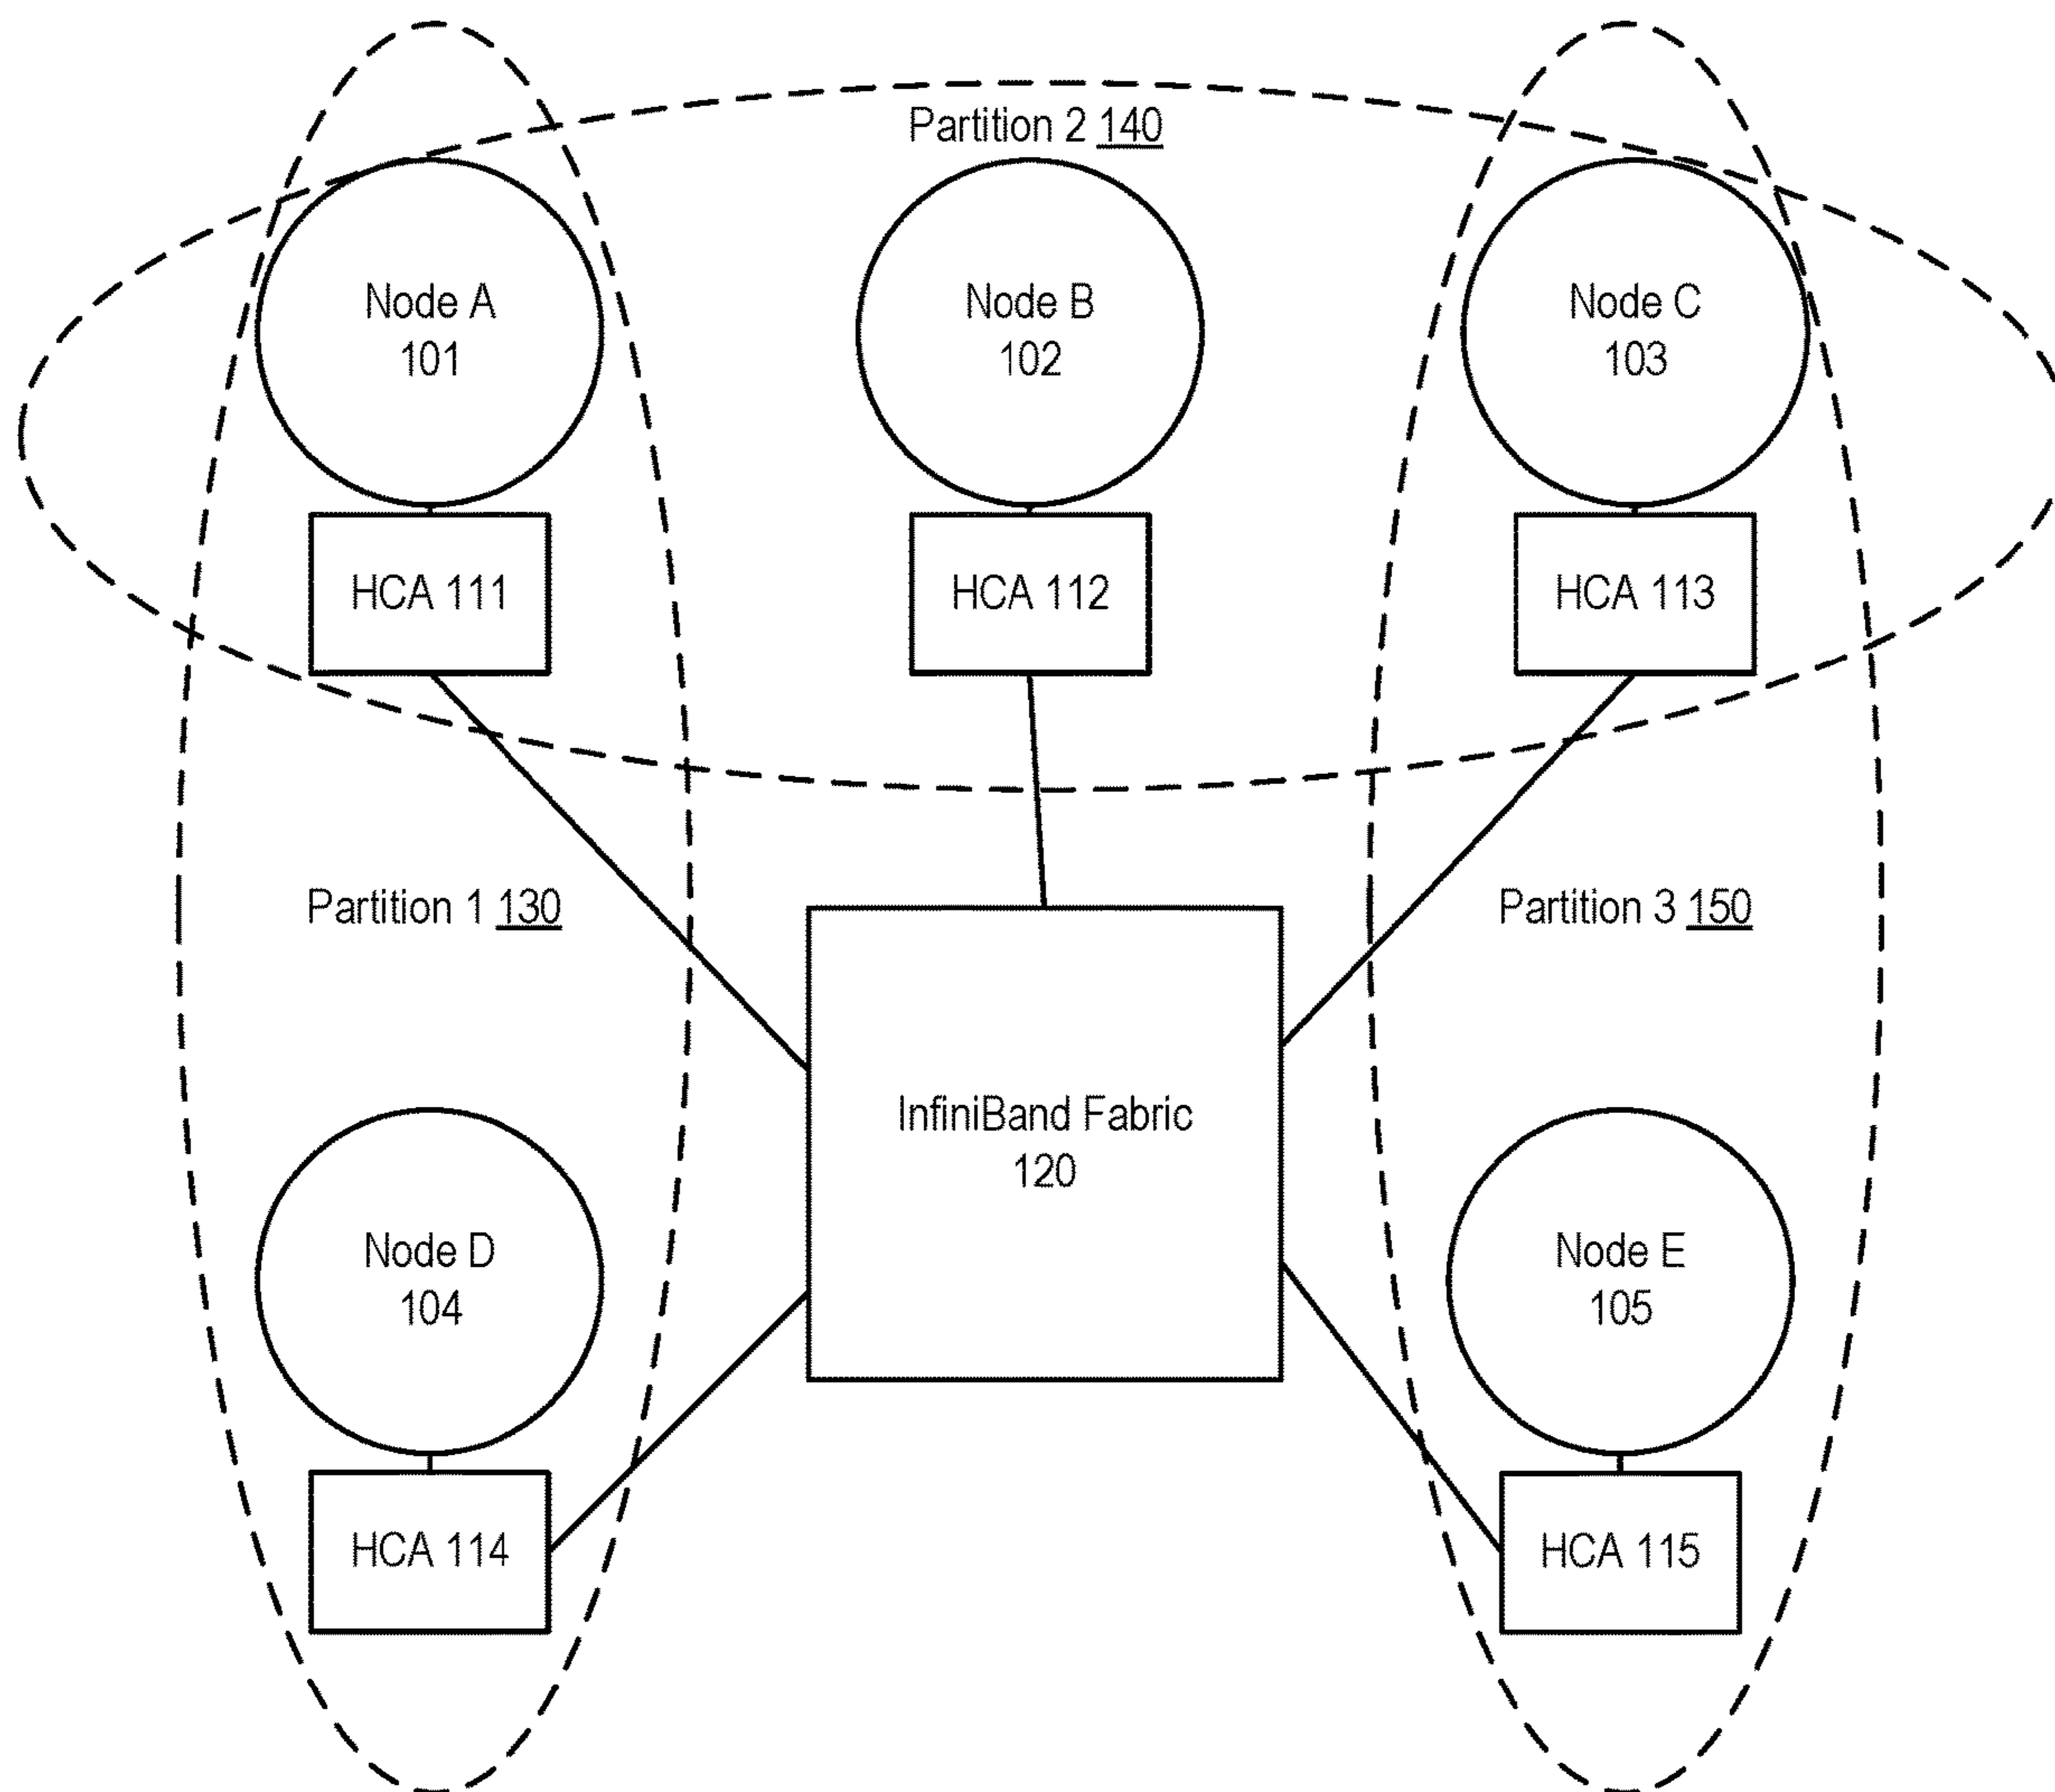 Partition 2 140
Node A
101
Node B
102
Node C
103
HCA 111
HCA 112
HCA 113
Partition 1 130
Partition 3 150
InfiniBand Fabric
120
Node D
104
Node E
105
HCA 114
HCA 115